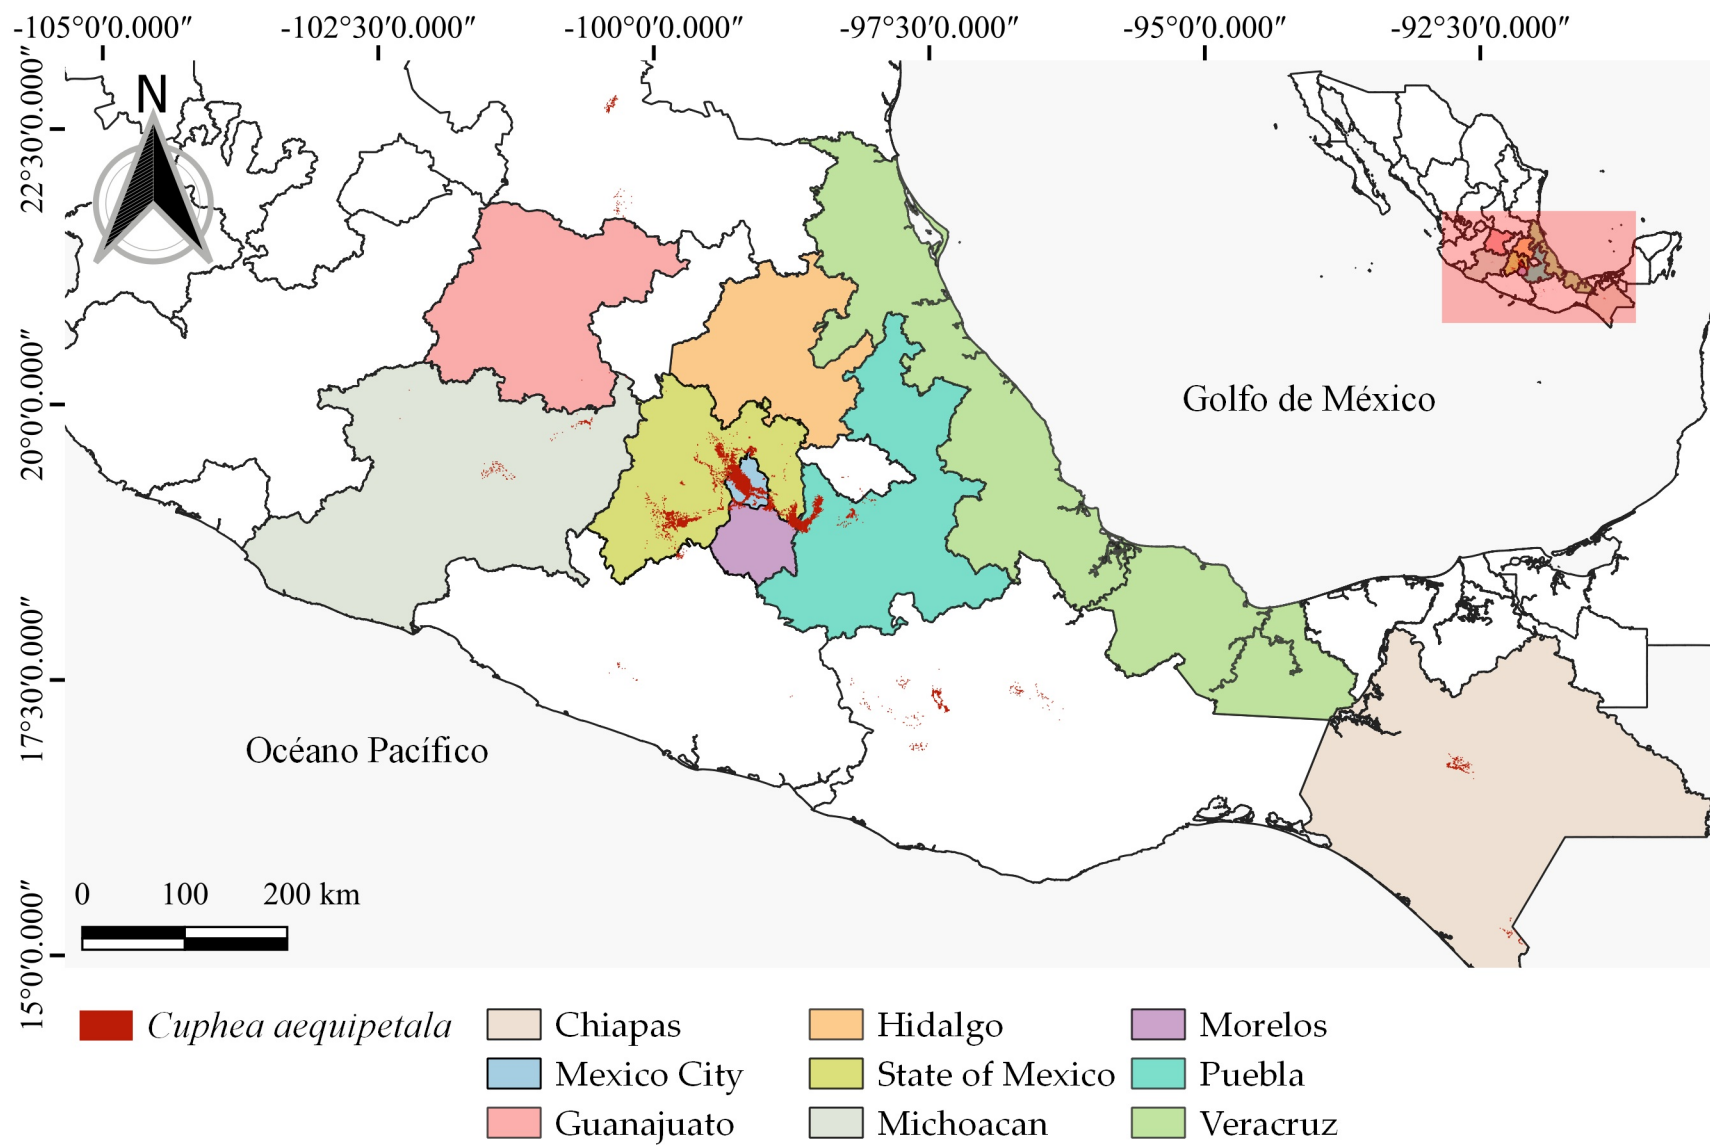 -105°0′0.000″ -102°30′0.000″ -100°0′0.000″ -97°30′0.000″ -95°0′0.000″ -92°30′0.000″
22°30′0.000″
20°0′0.000″
17°30′0.000″
15°0′0.000″
N
Golfo de México
Océano Pacífico
0 100 200 km
Cuphea aequipetala
Chiapas
Mexico City
Guanajuato
Hidalgo
State of Mexico
Michoacan
Morelos
Puebla
Veracruz